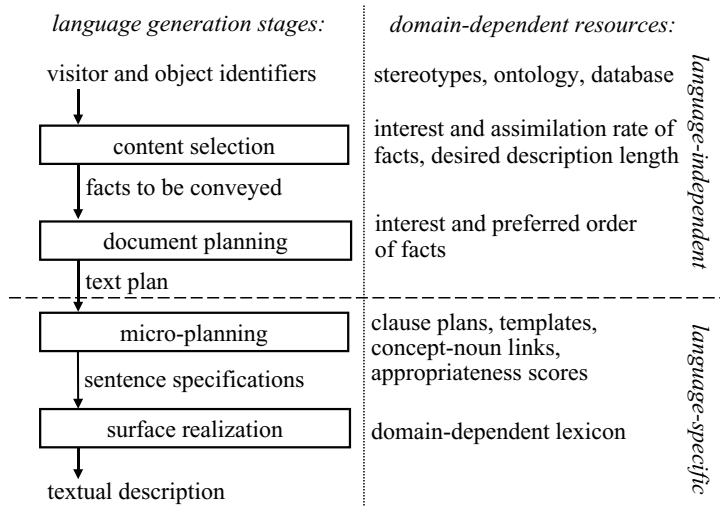 language generation stages:
domain-dependent resources:
visitor and object identifiers
stereotypes, ontology, database
content selection
interest and assimilation rate of
facts, desired description length
facts to be conveyed
document planning
interest and preferred order
of facts
text plan
language-independent
micro-planning
clause plans, templates,
concept-noun links,
appropriateness scores
sentence specifications
surface realization
domain-dependent lexicon
textual description
language-specific